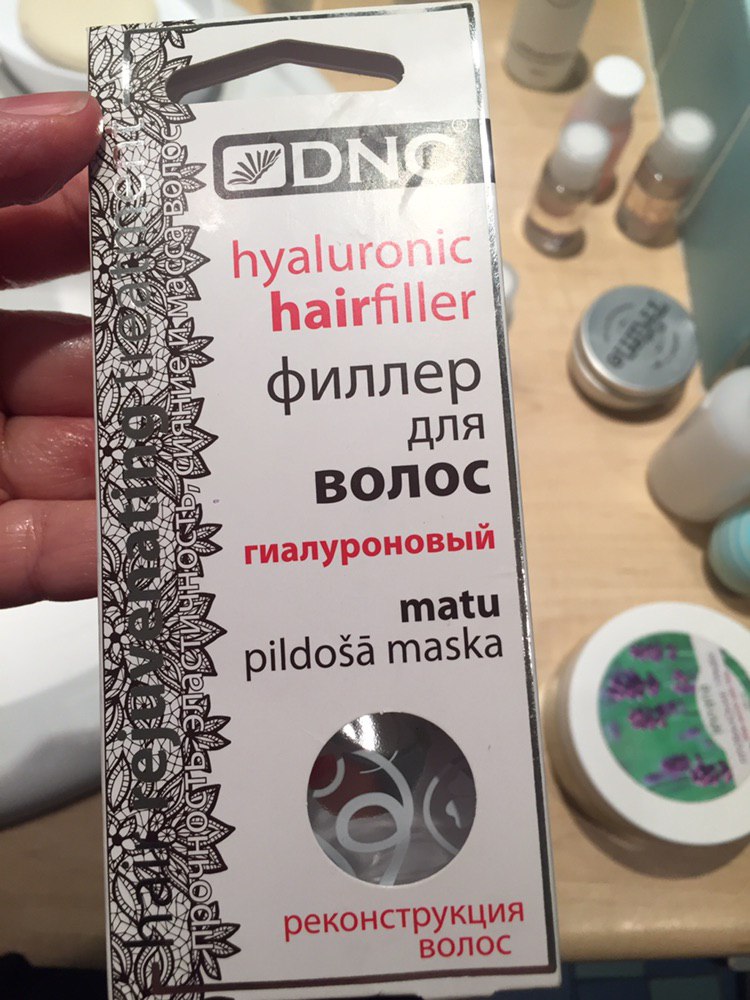 DNC
hyaluronic
hairfiller
филлер
для
волос
гиалуроновый
matu
pildošā maska
реконструкция
волос
hair rejuvenating treatment
прочность, эластичность, сияние и масса волос